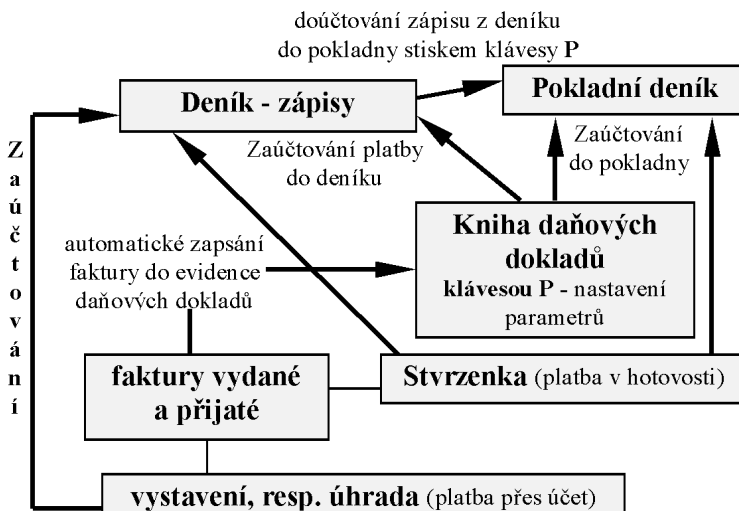 doúčtování zápisu z deníku
do pokladny stiskem klávesy P
Deník - zápisy
Pokladní deník
Zaúčtování
Zaúčtování platby
do deníku
Zaúčtování
do pokladny
Kniha daňových
dokladů
klávesou P - nastavení
parametrů
automatické zapsání
faktury do evidence
daňových dokladů
faktury vydané
a přijaté
Stvrzenka (platba v hotovosti)
vystavení, resp. úhrada (platba přes účet)